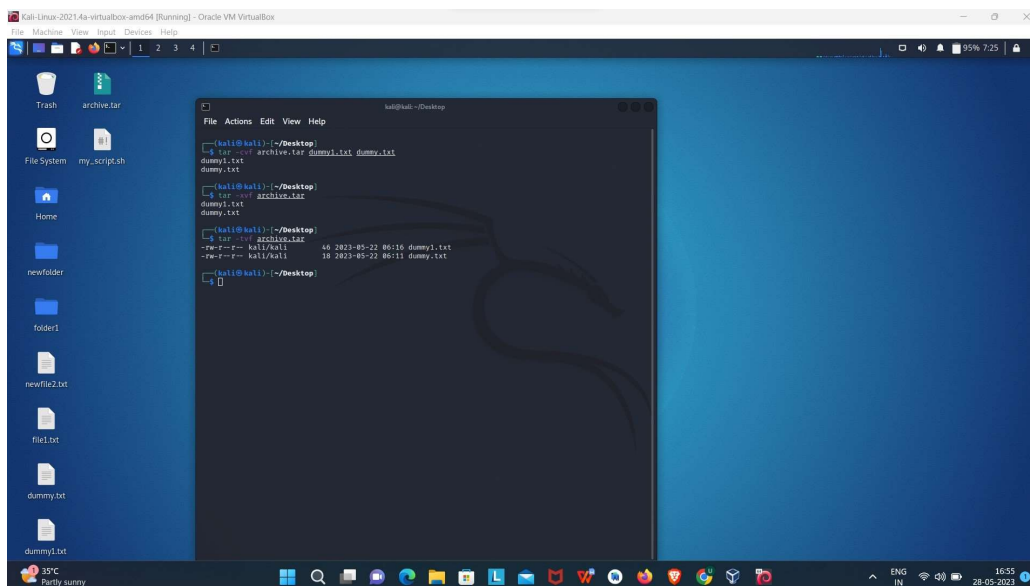 Kali-Linux-2021.4a-virtualbox-amd64 [Running] - Oracle VM VirtualBox
File Machine View Input Devices Help
1 2 3 4
95% 7:25
Trash
archive.tar
File System
my_script.sh
Home
newfolder
folder1
newfile2.txt
file1.txt
dummy.txt
dummy1.txt
kali@kali: ~/Desktop
File Actions Edit View Help
┌──(kali㉿kali)-[~/Desktop]
└─$ tar -cvf archive.tar dummy1.txt dummy.txt
dummy1.txt
dummy.txt
┌──(kali㉿kali)-[~/Desktop]
└─$ tar -xvf archive.tar
dummy1.txt
dummy.txt
┌──(kali㉿kali)-[~/Desktop]
└─$ tar -tvf archive.tar
-rw-r--r-- kali/kali 46 2023-05-22 06:16 dummy1.txt
-rw-r--r-- kali/kali 18 2023-05-22 06:11 dummy.txt
┌──(kali㉿kali)-[~/Desktop]
└─$
1
35°C
Partly sunny
ENG
IN
16:55
28-05-2023